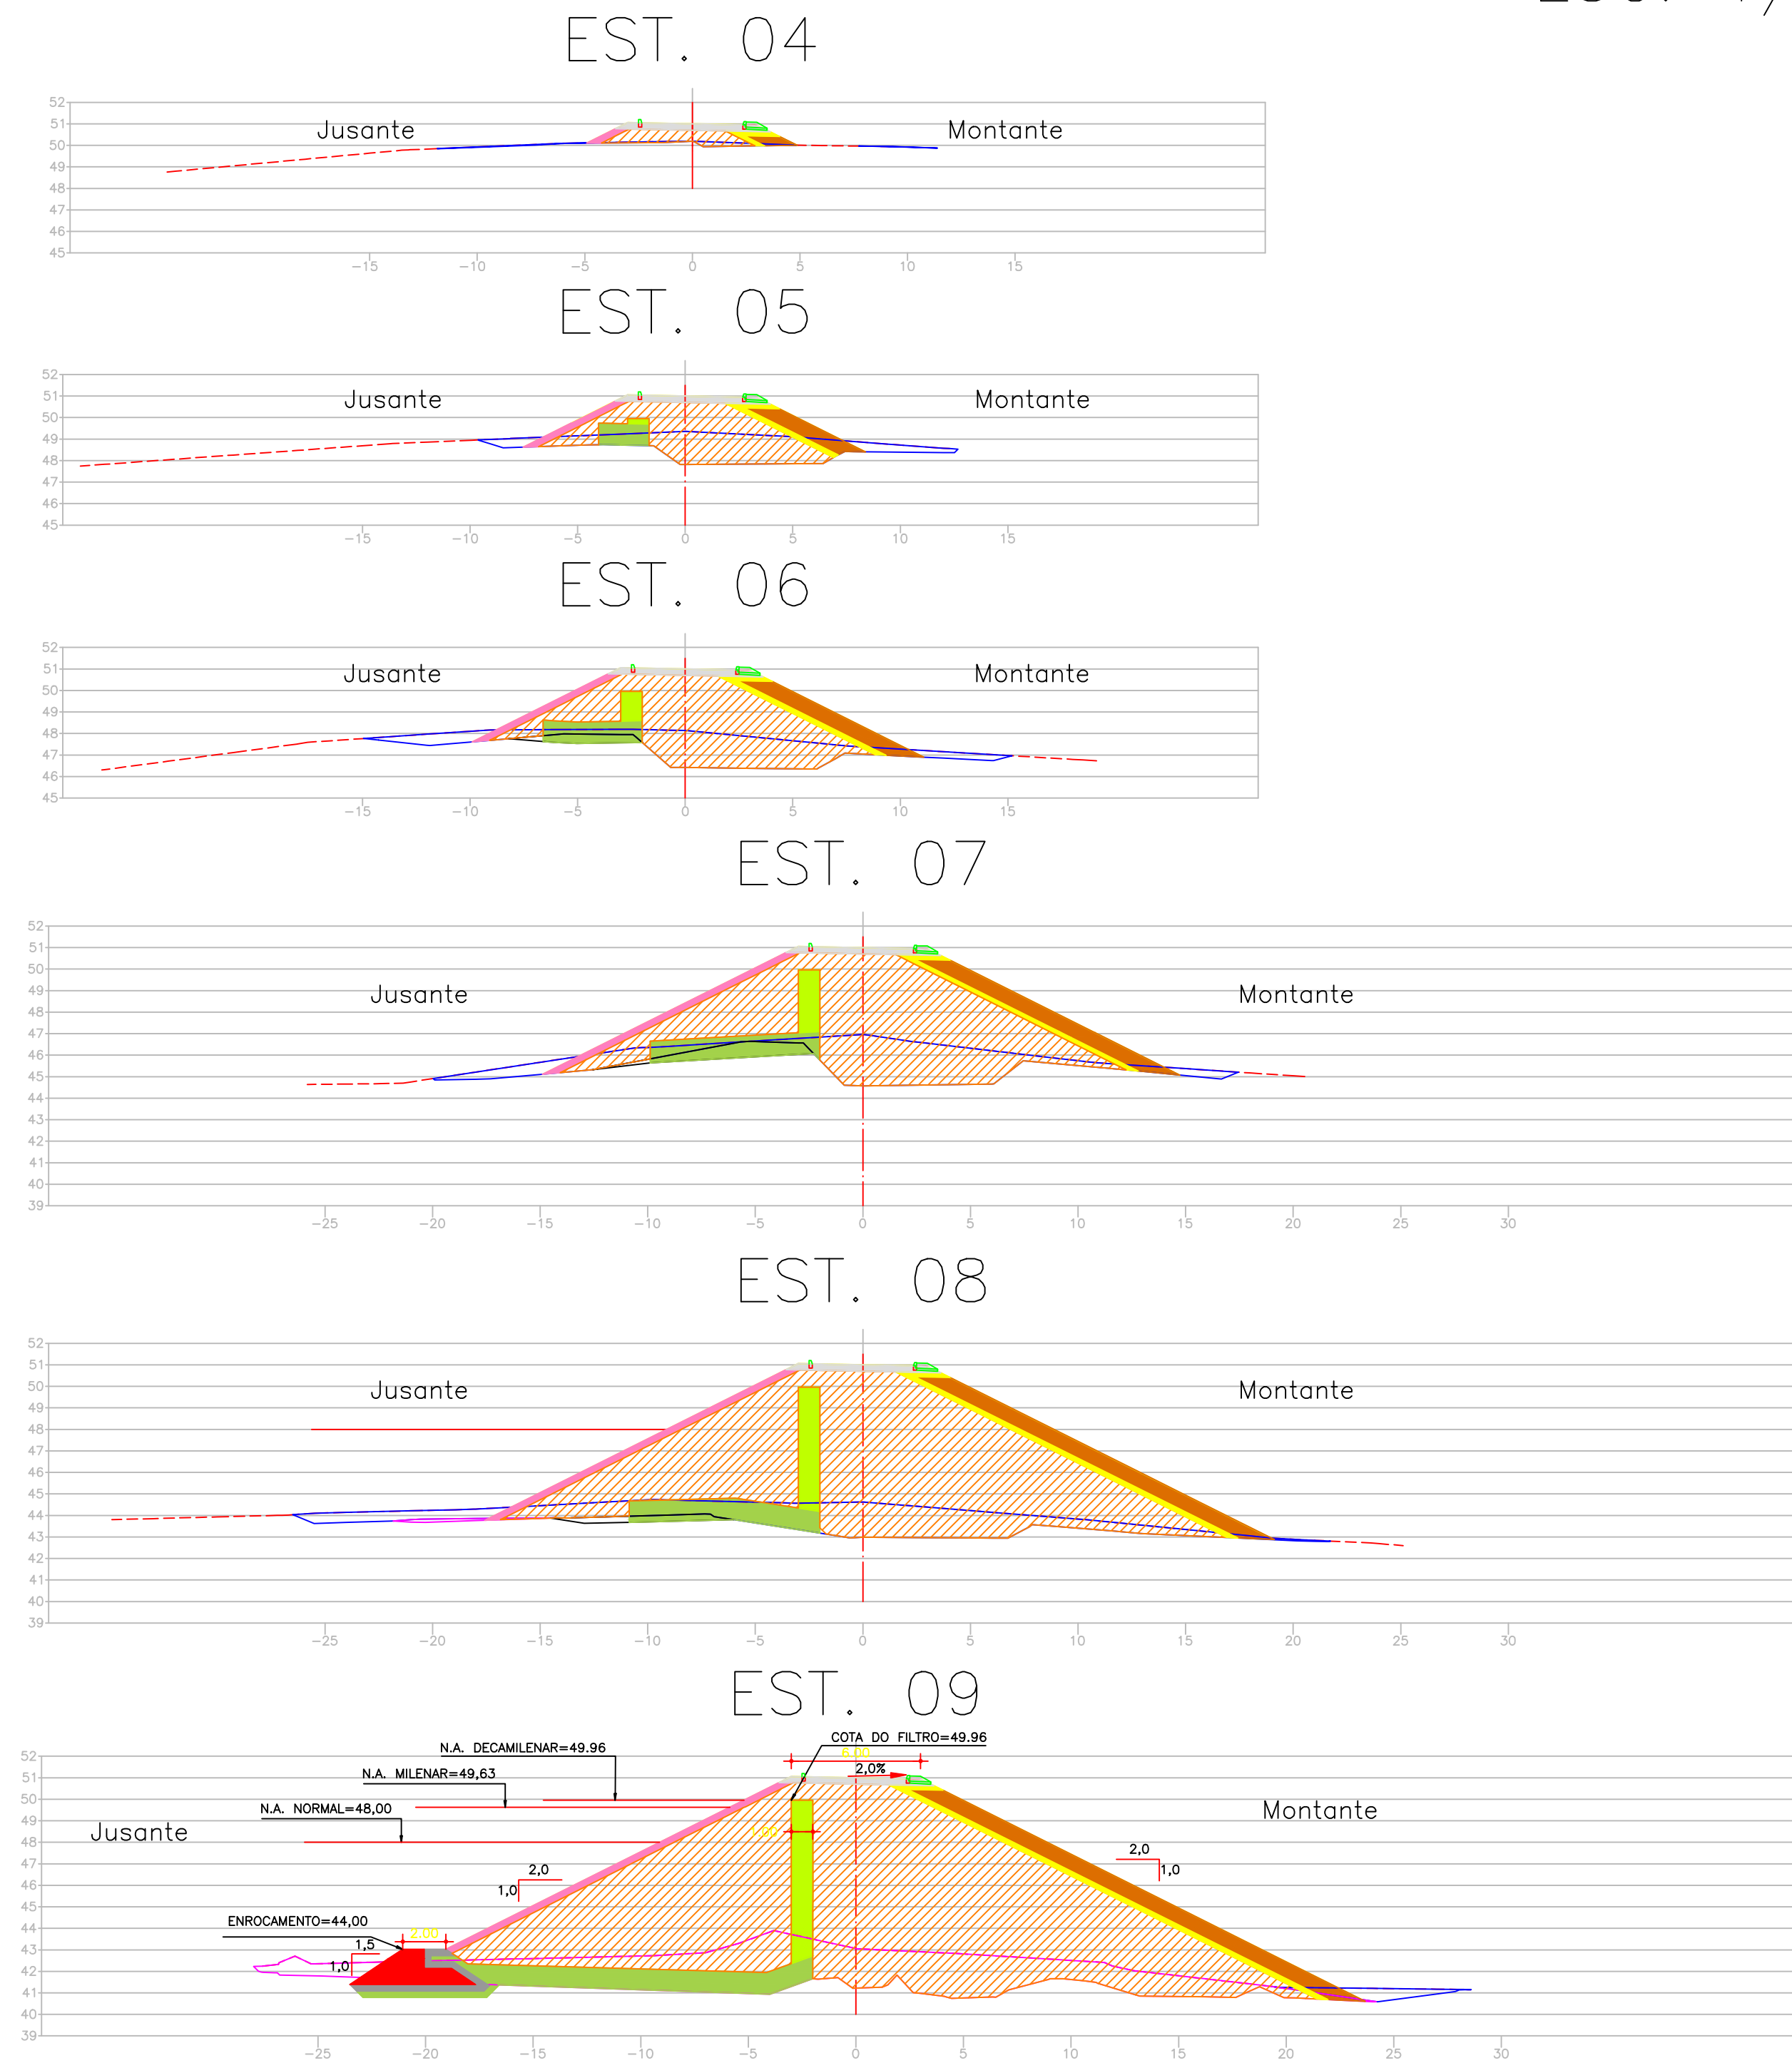 EST. 04
52
51
50
49
48
47
46
45
Jusante
Montante
-15 -10 -5 0 5 10 15
EST. 05
52
51
50
49
48
47
46
45
Jusante
Montante
-15 -10 -5 0 5 10 15
EST. 06
52
51
50
49
48
47
46
45
Jusante
Montante
-15 -10 -5 0 5 10 15
EST. 07
52
51
50
49
48
47
46
45
44
43
42
41
40
39
Jusante
Montante
-25 -20 -15 -10 -5 0 5 10 15 20 25 30
EST. 08
52
51
50
49
48
47
46
45
44
43
42
41
40
39
Jusante
Montante
-25 -20 -15 -10 -5 0 5 10 15 20 25 30
EST. 09
52
51
50
49
48
47
46
45
44
43
42
41
40
39
COTA DO FILTRO=49.96
N.A. DECAMILENAR=49.96
6.00
2,0%
N.A. MILENAR=49,63
N.A. NORMAL=48,00
Jusante
Montante
2,0
1,0
2,0
1,0
ENROCAMENTO=44,00
2.00
1,5
1,0
-25 -20 -15 -10 -5 0 5 10 15 20 25 30